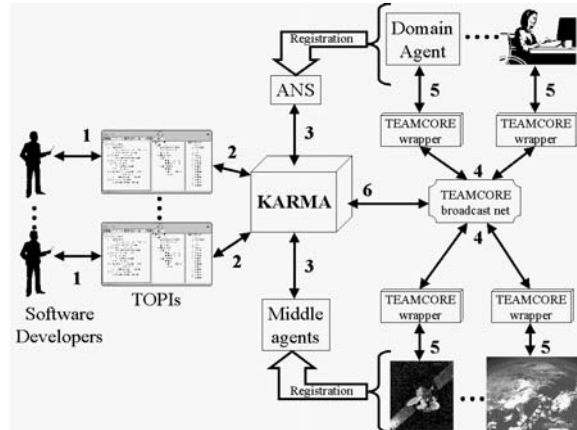 Registration
Domain
Agent
5
5
ANS
TEAMCORE
wrapper
TEAMCORE
wrapper
1
2
3
4
KARMA
6
TEAMCORE
broadcast net
4
1
2
3
TOPIs
Software
Developers
Middle
agents
TEAMCORE
wrapper
TEAMCORE
wrapper
5
5
Registration